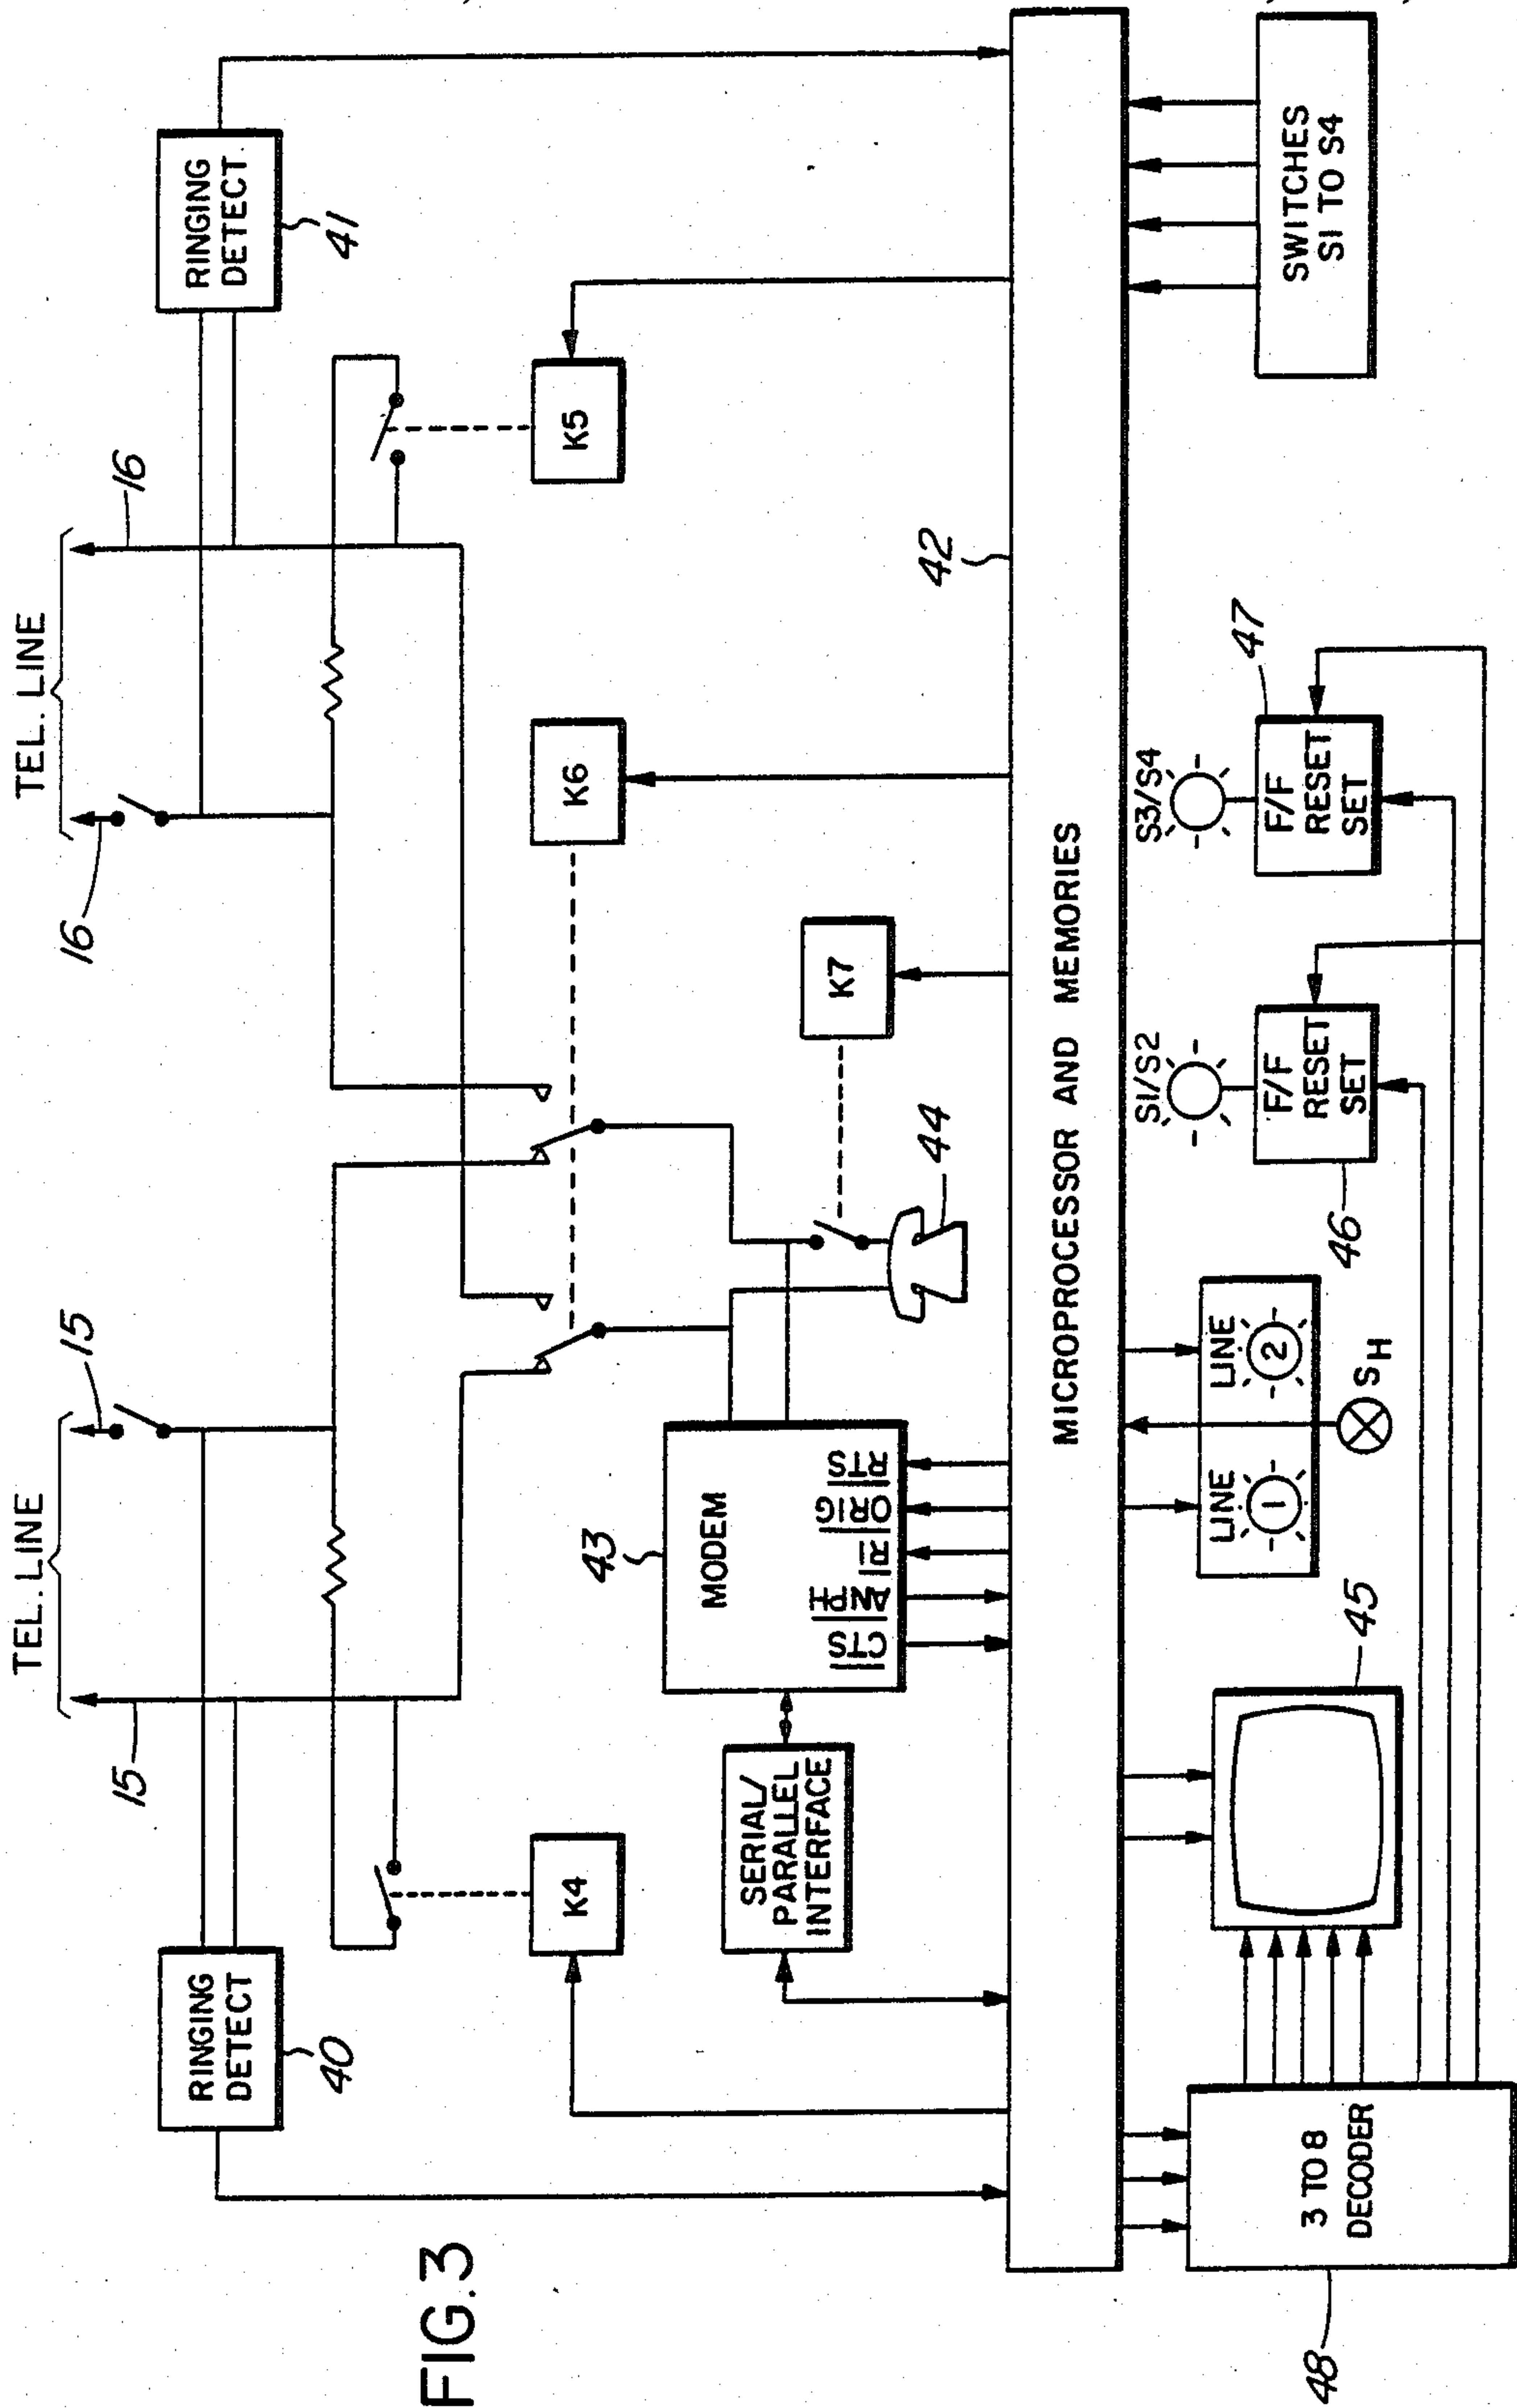 FIG.3
TEL. LINE
TEL. LINE
15
15
16
16
RINGING
DETECT
40
RINGING
DETECT
41
K4
K6
K5
K7
SERIAL/
PARALLEL
INTERFACE
43
MODEM
CTS
ANPH
RI
ORIG
RTS
44
42
MICROPROCESSOR AND MEMORIES
3 TO 8
DECODER
48
45
LINE
1
LINE
2
SH
S1/S2
F/F
RESET
SET
46
S3/S4
F/F
RESET
SET
47
SWITCHES
S1 TO S4